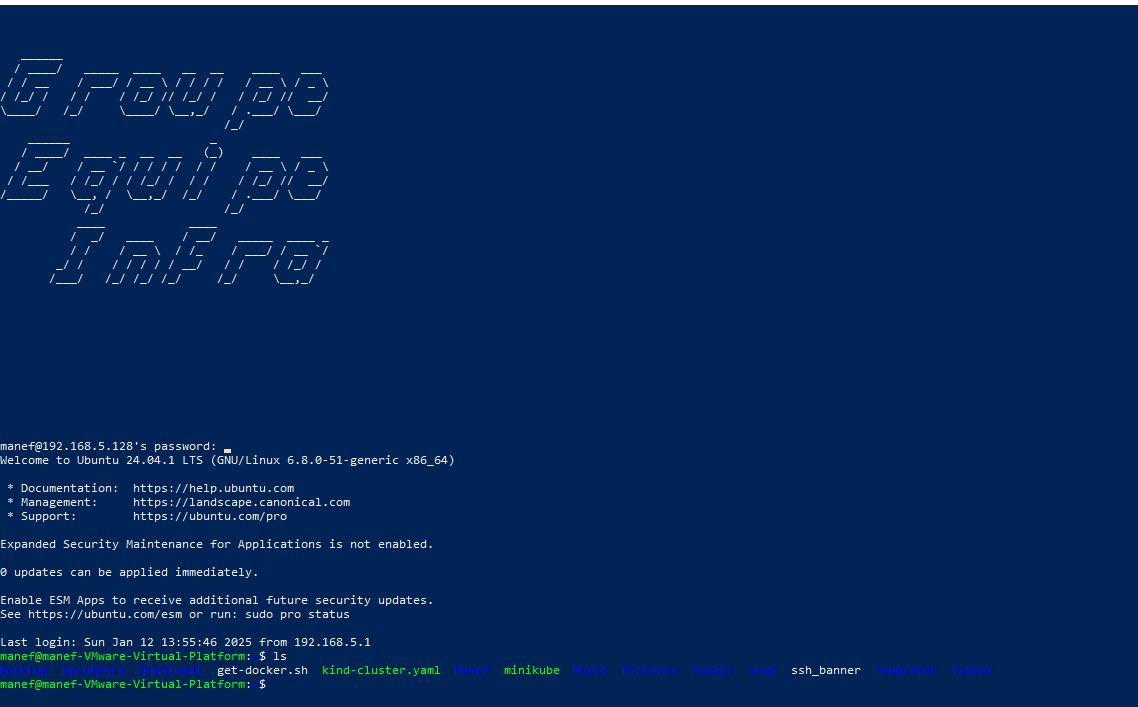 Groupe
Equipe
Infra
manef@192.168.5.128's password:
Welcome to Ubuntu 24.04.1 LTS (GNU/Linux 6.8.0-51-generic x86_64)
* Documentation: https://help.ubuntu.com
* Management: https://landscape.canonical.com
* Support: https://ubuntu.com/pro
Expanded Security Maintenance for Applications is not enabled.
0 updates can be applied immediately.
Enable ESM Apps to receive additional future security updates.
See https://ubuntu.com/esm or run: sudo pro status
Last login: Sun Jan 12 13:55:46 2025 from 192.168.5.1
manef@manef-VMware-Virtual-Platform:~$ ls
Desktop Documents Downloads get-docker.sh kind-cluster.yaml Manef minikube Music Pictures Public snap ssh_banner Templates Videos
manef@manef-VMware-Virtual-Platform:~$